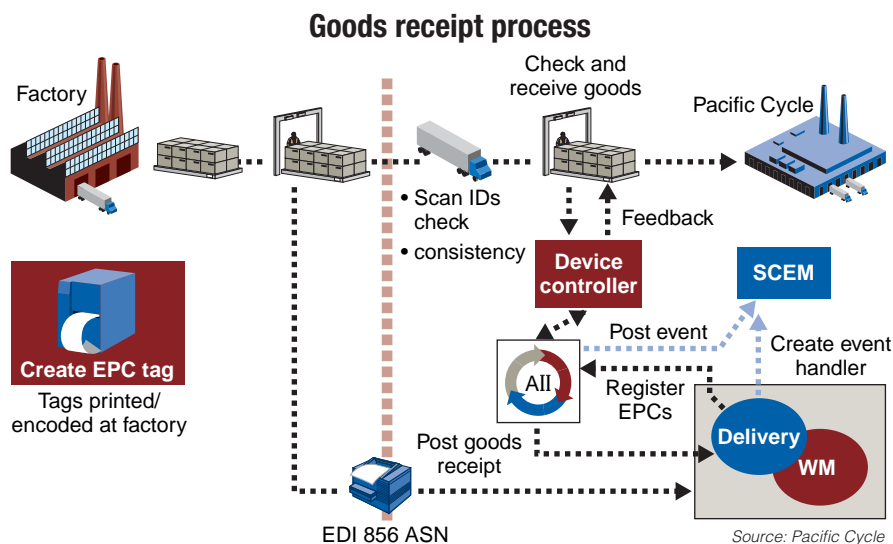 Goods receipt process
Factory
Check and
receive goods
Pacific Cycle
• Scan IDs
check
• consistency
Feedback
Device
controller
SCEM
Create EPC tag
Tags printed/
encoded at factory
Post event
Create event
handler
AII
Register
EPCs
Post goods
receipt
Delivery
WM
EDI 856 ASN
Source: Pacific Cycle